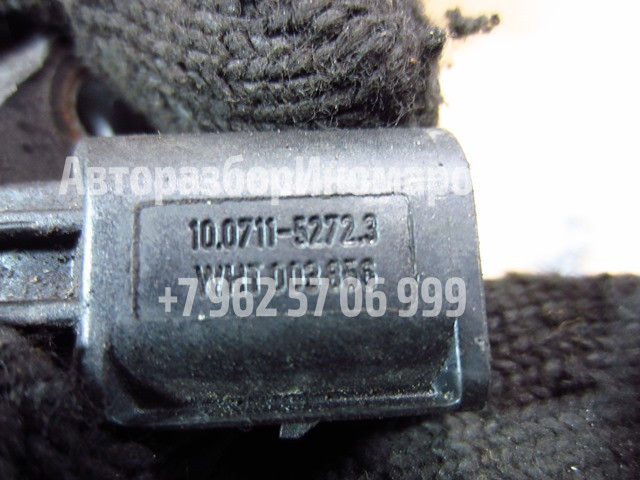 АвторазборИномаро
10.0711-5272.3
WHT 003 856
+7 962 57 06 999